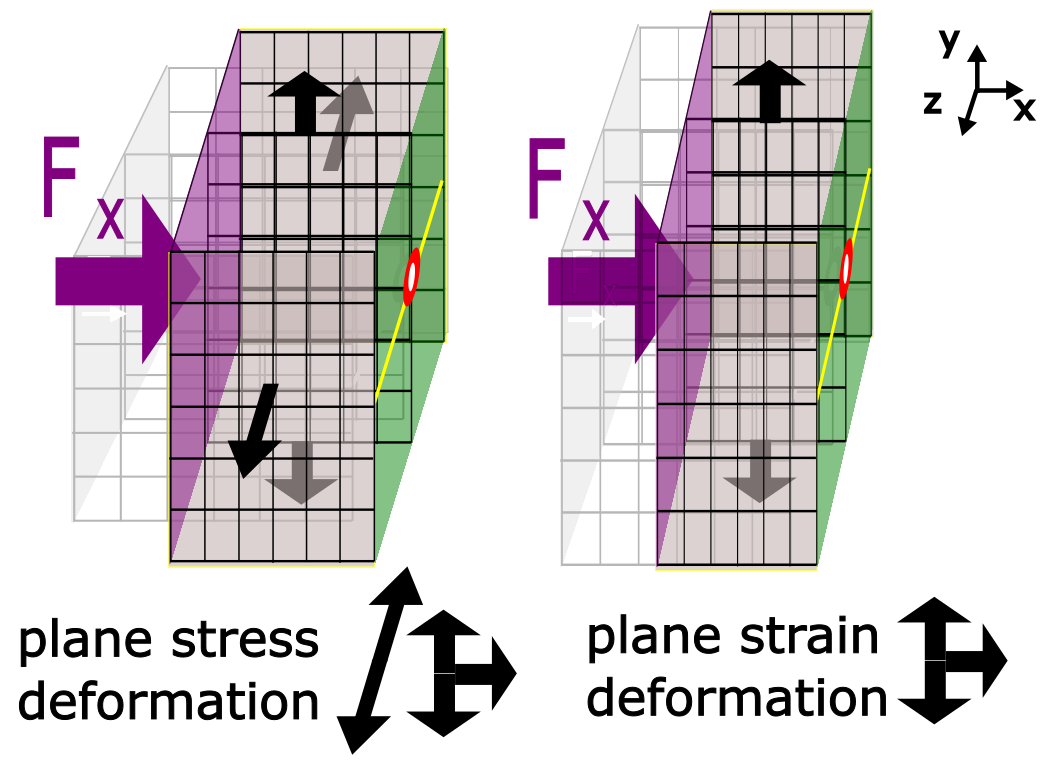 F
x
F
x
y
z
x
plane stress
deformation
plane strain
deformation